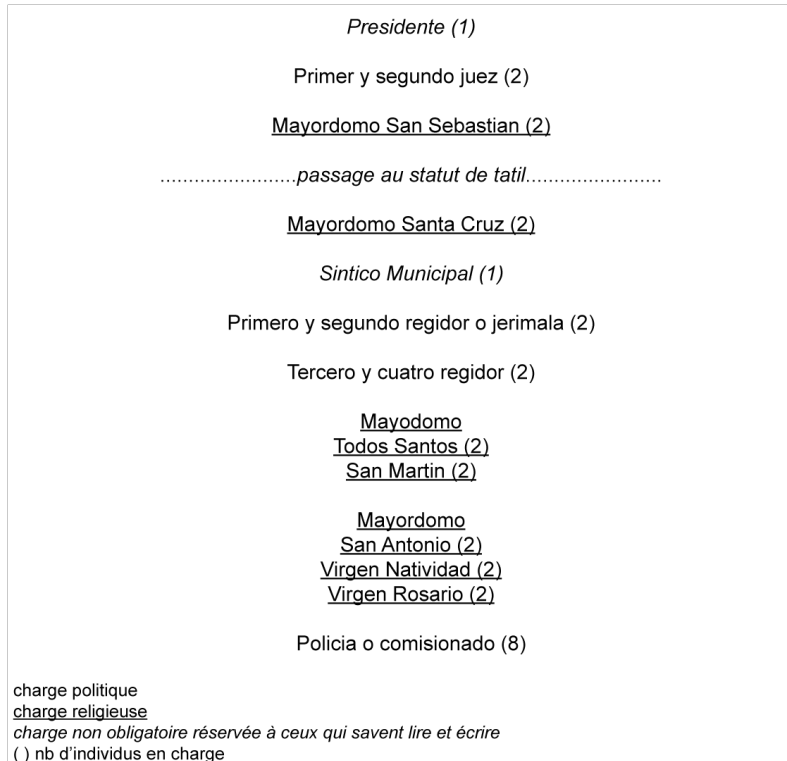 Presidente (1)
Primer y segundo juez (2)
Mayordomo San Sebastian (2)
........................passage au statut de tatil........................
Mayordomo Santa Cruz (2)
Sintico Municipal (1)
Primero y segundo regidor o jerimala (2)
Tercero y cuatro regidor (2)
Mayodomo
Todos Santos (2)
San Martin (2)
Mayordomo
San Antonio (2)
Virgen Natividad (2)
Virgen Rosario (2)
Policia o comisionado (8)
charge politique
charge religieuse
charge non obligatoire réservée à ceux qui savent lire et écrire
( ) nb d'individus en charge